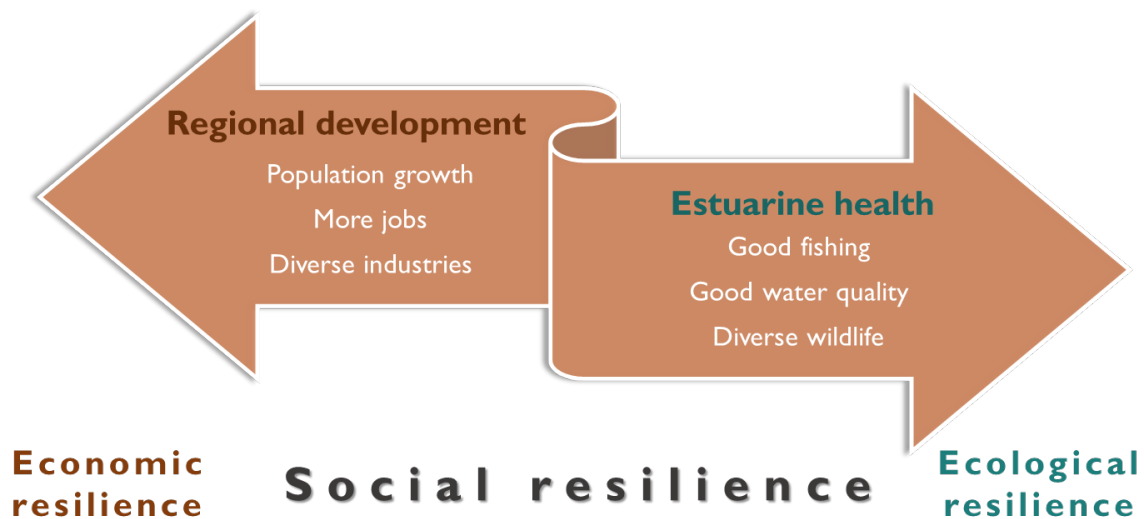 Regional development
Population growth
More jobs
Diverse industries
Estuarine health
Good fishing
Good water quality
Diverse wildlife
Economic
resilience
Social resilience
Ecological
resilience